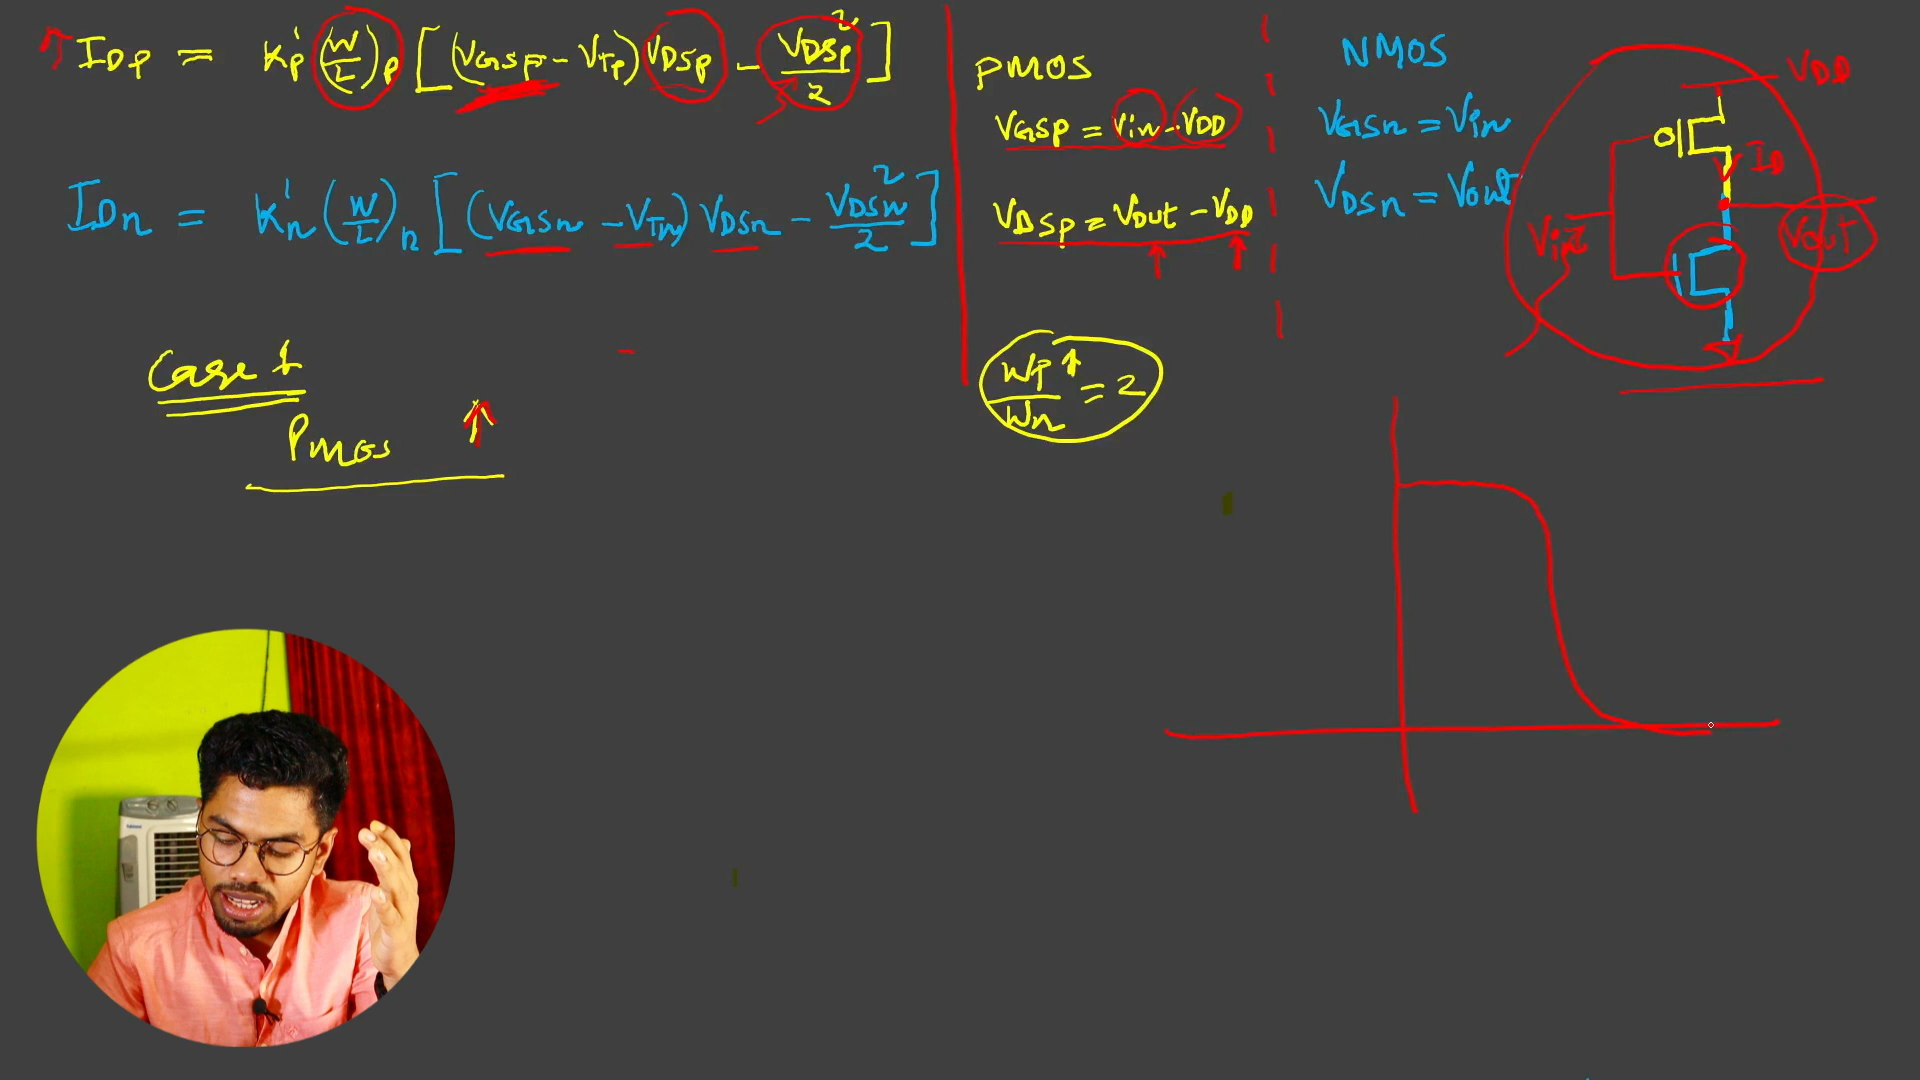 ↑ IDp = K'p (W/L)p [(VGSp - VTp) VDSp - VDSp²/2]
IDn = K'n (W/L)n [(VGSn - VTn) VDSn - VDSn²/2]
PMOS
VGSp = Vin - VDD
VDSp = Vout - VDD
NMOS
VGSn = Vin
VDSn = Vout
VDD
ID
Vin
Vout
Case 1
PMOS ↑
Wp↑/Wn = 2